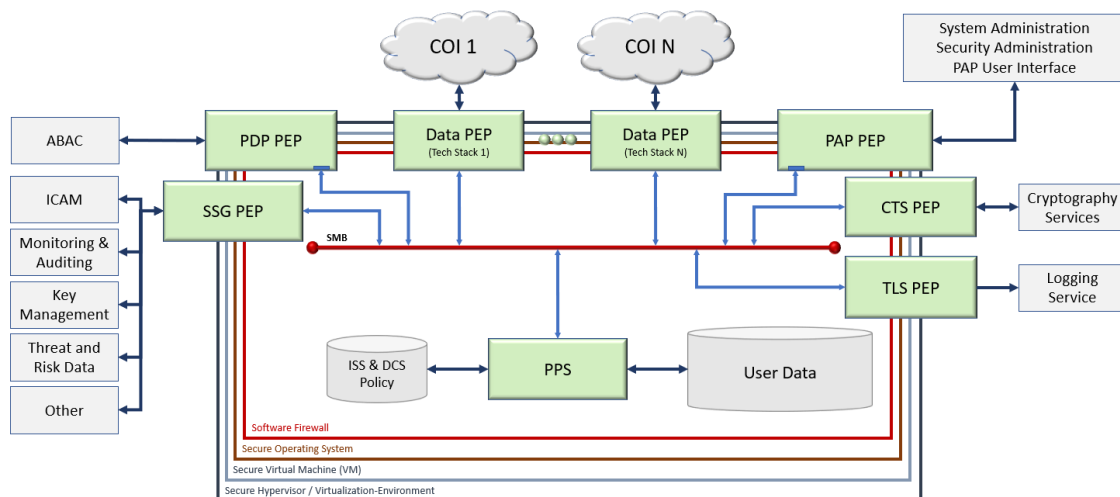 COI 1
COI N
System Administration
Security Administration
PAP User Interface
ABAC
PDP PEP
Data PEP
(Tech Stack 1)
Data PEP
(Tech Stack N)
PAP PEP
ICAM
SSG PEP
CTS PEP
Cryptography
Services
Monitoring &
Auditing
SMB
Key
Management
TLS PEP
Logging
Service
Threat and
Risk Data
ISS & DCS
Policy
PPS
User Data
Other
Software Firewall
Secure Operating System
Secure Virtual Machine (VM)
Secure Hypervisor / Virtualization-Environment